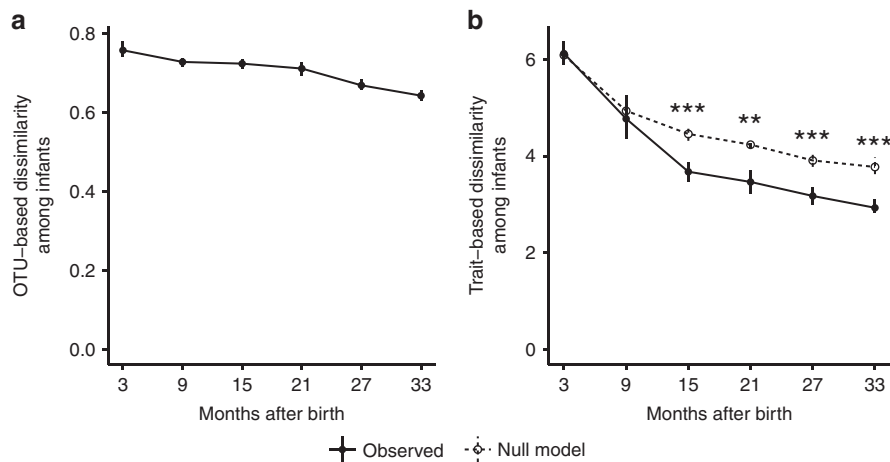 a
0.8
0.6
0.4
0.2
0.0
OTU−based dissimilarity
among infants
3 9 15 21 27 33
Months after birth
b
6
4
2
0
Trait−based dissimilarity
among infants
*** ** *** ***
3 9 15 21 27 33
Months after birth
Observed Null model